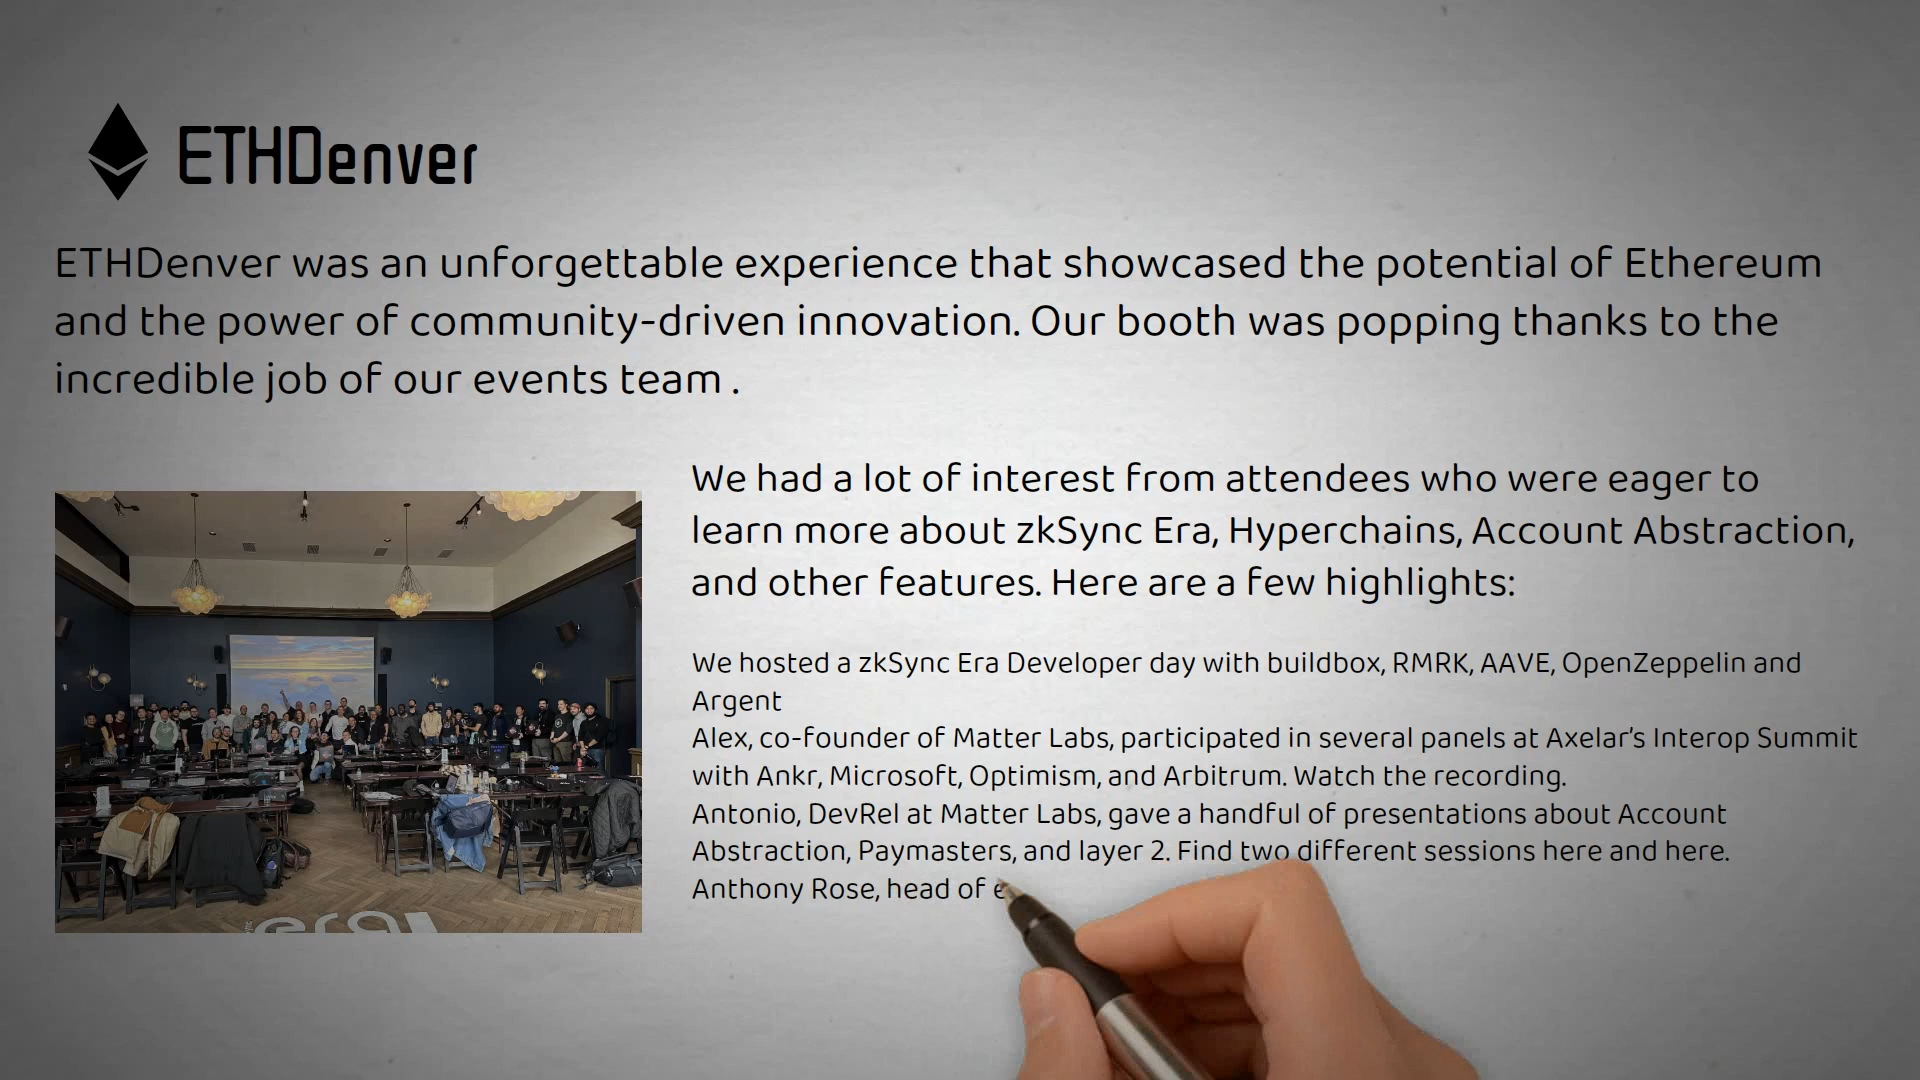 ETHDenver
ETHDenver was an unforgettable experience that showcased the potential of Ethereum
and the power of community-driven innovation. Our booth was popping thanks to the
incredible job of our events team .
We had a lot of interest from attendees who were eager to
learn more about zkSync Era, Hyperchains, Account Abstraction,
and other features. Here are a few highlights:
We hosted a zkSync Era Developer day with buildbox, RMRK, AAVE, OpenZeppelin and
Argent
Alex, co-founder of Matter Labs, participated in several panels at Axelar's Interop Summit
with Ankr, Microsoft, Optimism, and Arbitrum. Watch the recording.
Antonio, DevRel at Matter Labs, gave a handful of presentations about Account
Abstraction, Paymasters, and layer 2. Find two different sessions here and here.
Anthony Rose, head of e
era